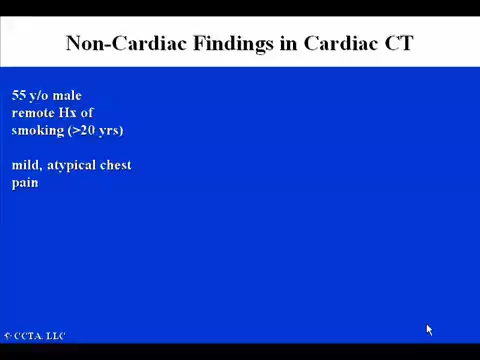 Non-Cardiac Findings in Cardiac CT
55 y/o male
remote Hx of
smoking (>20 yrs)
mild, atypical chest
pain
© CCTA, LLC